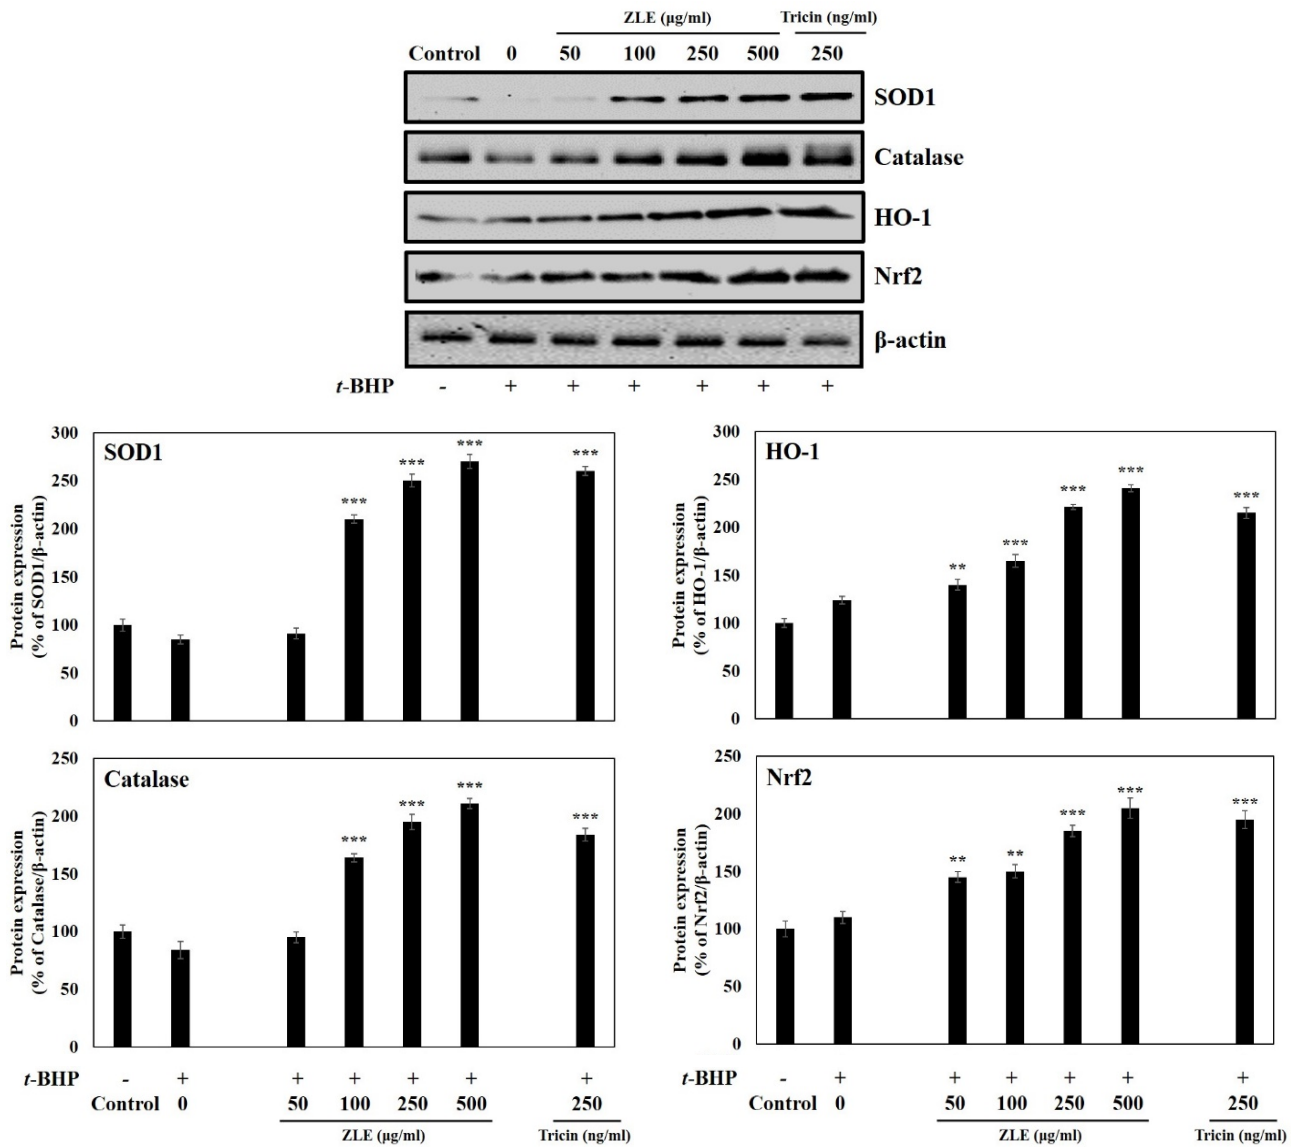 ZLE (μg/ml) Tricin (ng/ml)
Control 0 50 100 250 500 250
SOD1
Catalase
HO-1
Nrf2
β-actin
t-BHP - + + + + + +
SOD1
Protein expression
(% of SOD1/β-actin)
300
250
200
150
100
50
0
*** *** *** ***
HO-1
Protein expression
(% of HO-1/β-actin)
300
250
200
150
100
50
0
** *** *** *** ***
Catalase
Protein expression
(% of Catalase/β-actin)
250
200
150
100
50
0
*** *** *** ***
Nrf2
Protein expression
(% of Nrf2/β-actin)
250
200
150
100
50
0
** ** *** *** ***
t-BHP - + + + + + +
Control 0 50 100 250 500 250
ZLE (μg/ml) Tricin (ng/ml)
t-BHP - + + + + + +
Control 0 50 100 250 500 250
ZLE (μg/ml) Tricin (ng/ml)